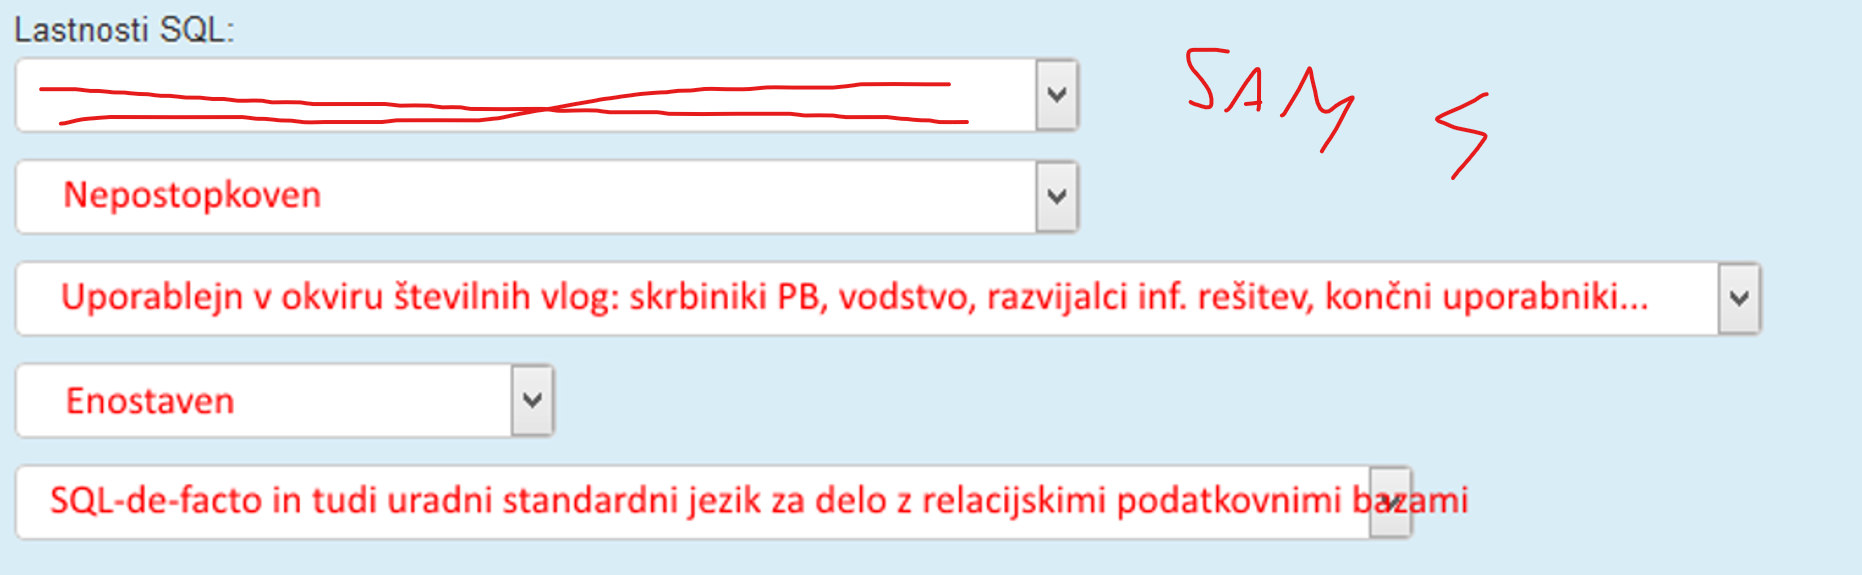 Lastnosti SQL:
SAM 5
Nepostopkoven
Uporablejn v okviru številnih vlog: skrbiniki PB, vodstvo, razvijalci inf. rešitev, končni uporabniki...
Enostaven
SQL-de-facto in tudi uradni standardni jezik za delo z relacijskimi podatkovnimi bazami